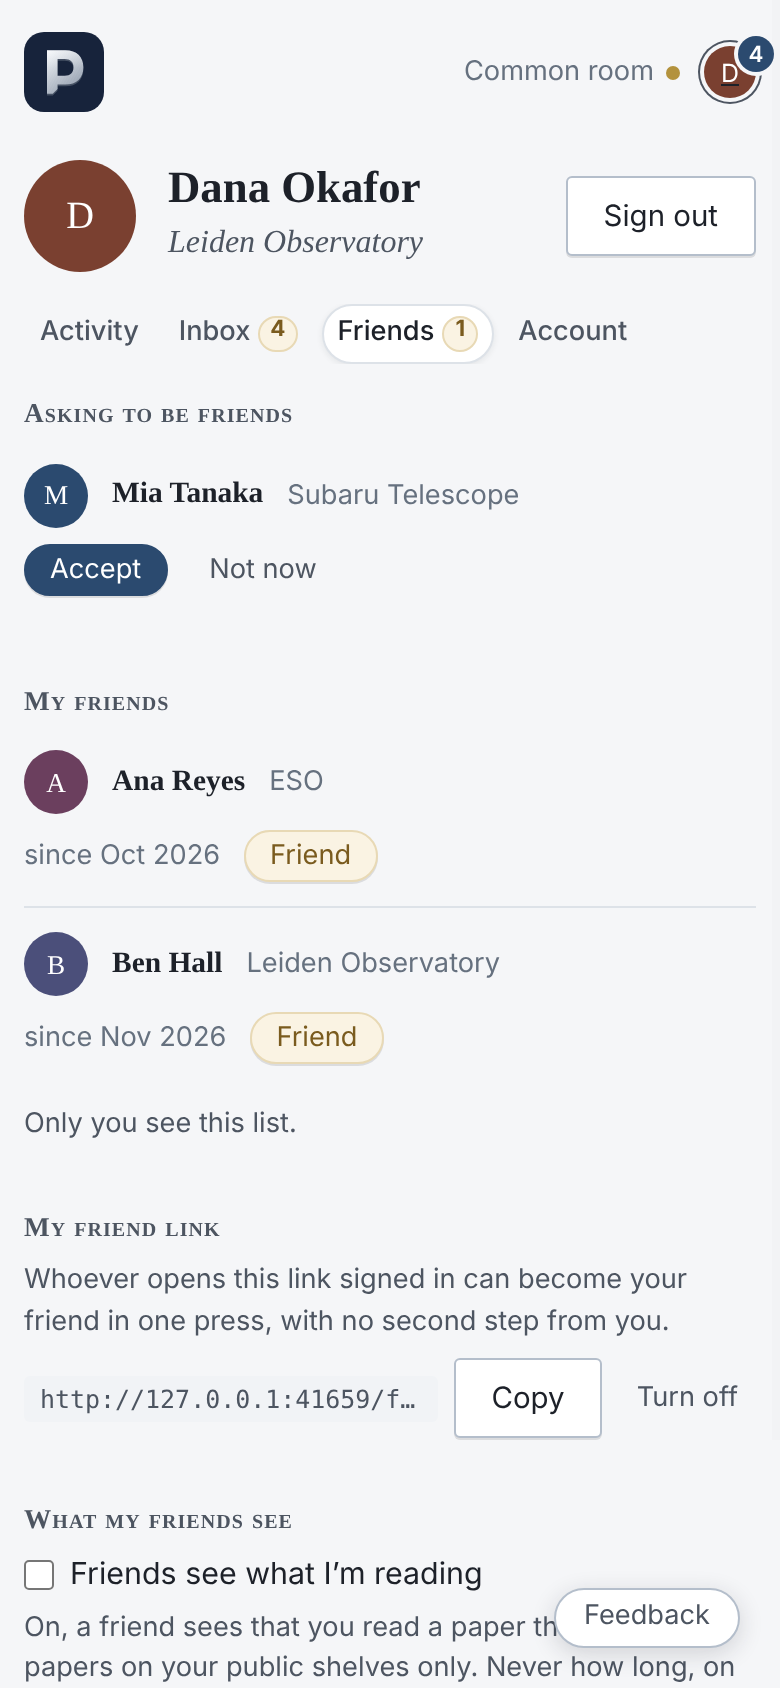 P
Common room
D
4
D
Dana Okafor
Leiden Observatory
Sign out
Activity
Inbox 4
Friends 1
Account
Asking to be friends
M
Mia Tanaka Subaru Telescope
Accept
Not now
My friends
A
Ana Reyes ESO
since Oct 2026 Friend
B
Ben Hall Leiden Observatory
since Nov 2026 Friend
Only you see this list.
My friend link
Whoever opens this link signed in can become your
friend in one press, with no second step from you.
http://127.0.0.1:41659/f…
Copy
Turn off
What my friends see
Friends see what I’m reading
On, a friend sees that you read a paper th
Feedback
papers on your public shelves only. Never how long, on